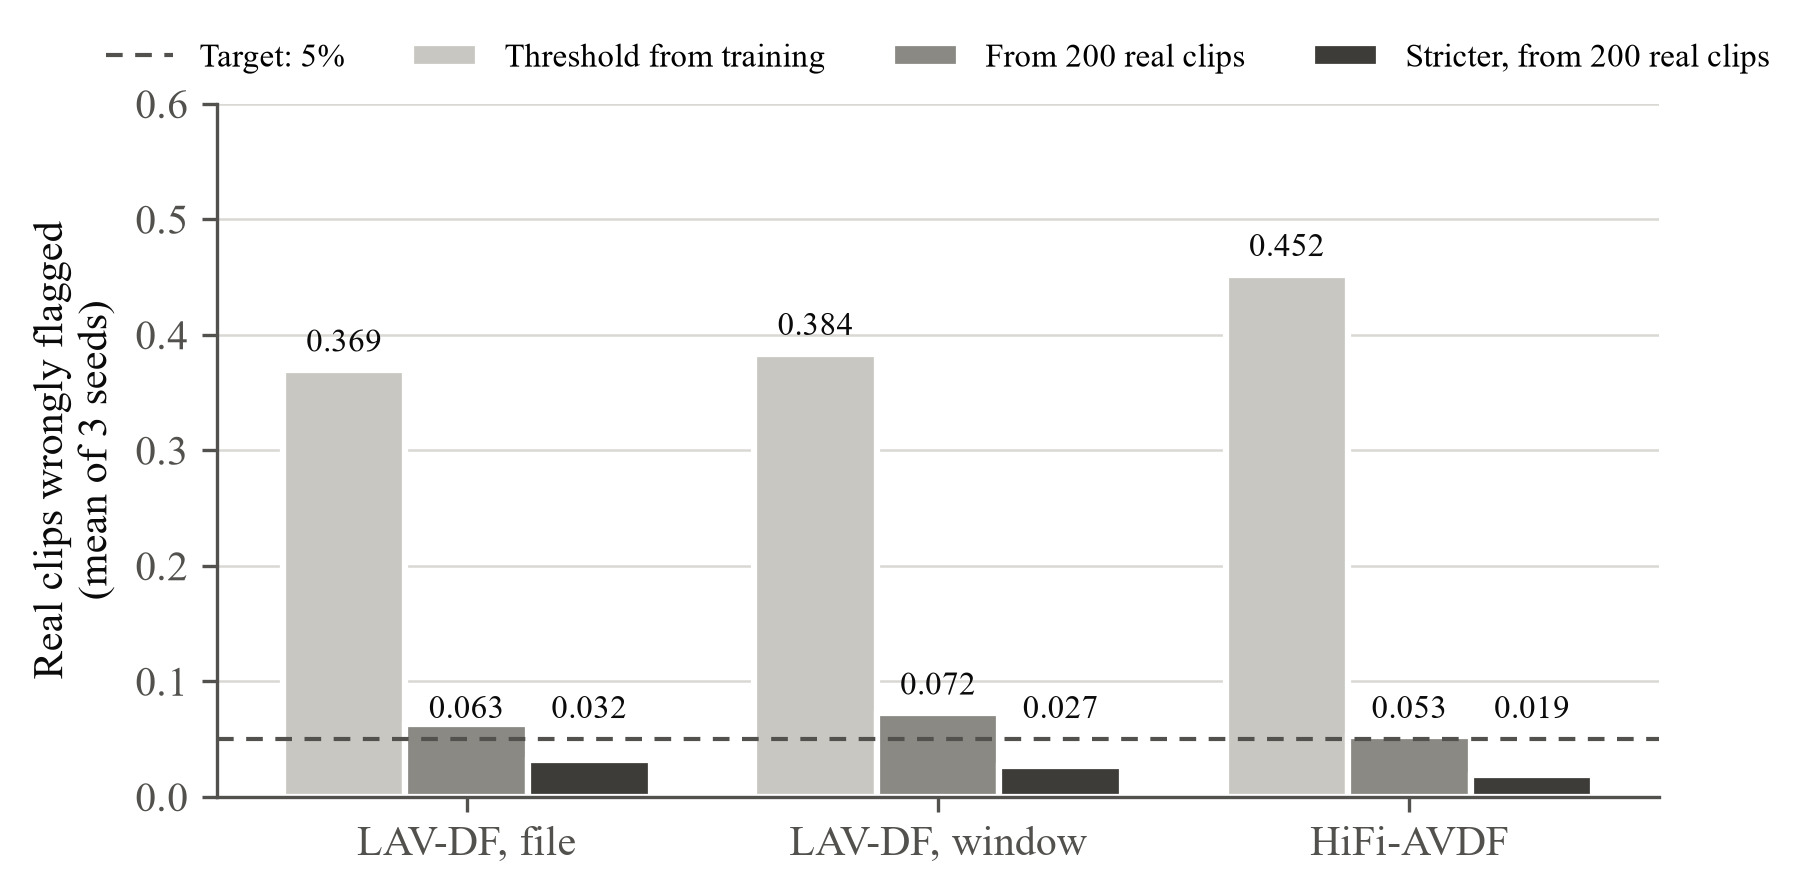 Target: 5% Threshold from training From 200 real clips Stricter, from 200 real clips
Real clips wrongly flagged
(mean of 3 seeds)
0.6
0.5
0.4
0.3
0.2
0.1
0.0
0.369
0.063
0.032
0.384
0.072
0.027
0.452
0.053
0.019
LAV-DF, file
LAV-DF, window
HiFi-AVDF